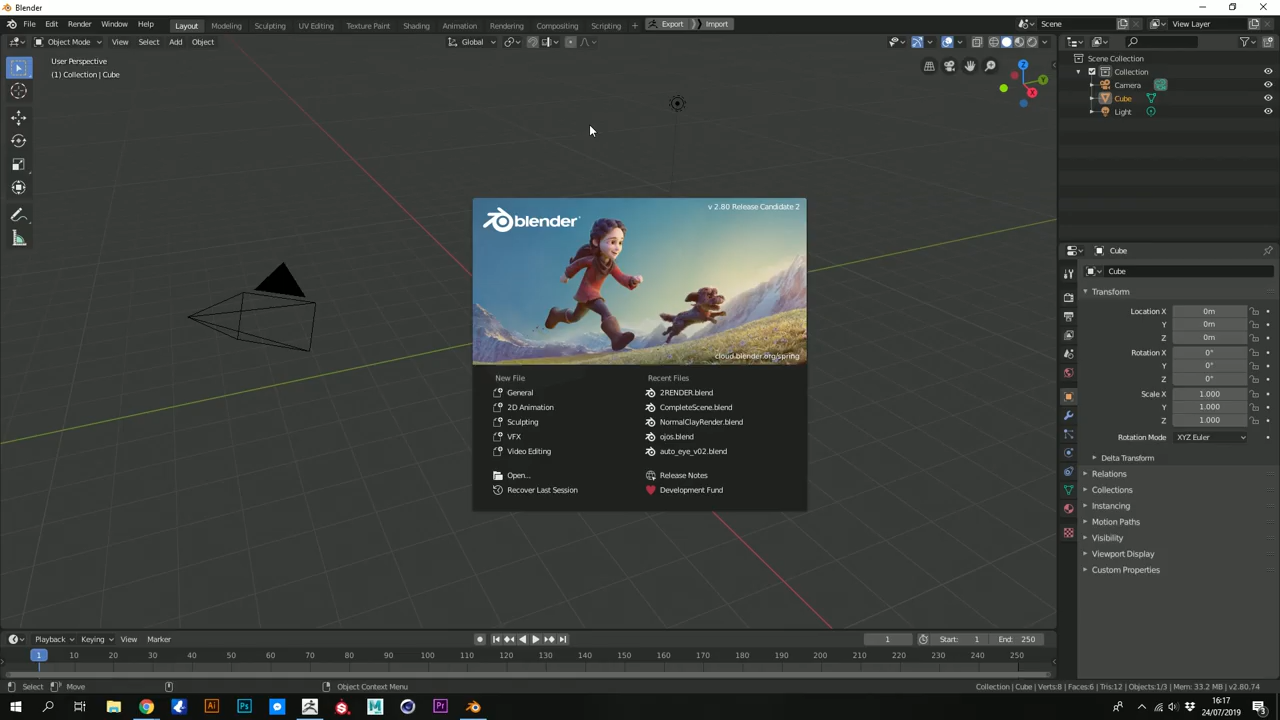 Blender
File Edit Render Window Help Layout Modeling Sculpting UV Editing Texture Paint Shading Animation Rendering Compositing Scripting + Export Import Scene View Layer
Object Mode View Select Add Object Global
User Perspective
(1) Collection | Cube
Scene Collection
Collection
Camera
Cube
Light
Z
Y
X
blender
v 2.80 Release Candidate 2
cloud.blender.org/spring
New File
General
2D Animation
Sculpting
VFX
Video Editing
Open...
Recover Last Session
Recent Files
2RENDER.blend
CompleteScene.blend
NormalClayRender.blend
ojos.blend
auto_eye_v02.blend
Release Notes
Development Fund
Cube
Cube
Transform
Location X 0m
Y 0m
Z 0m
Rotation X 0°
Y 0°
Z 0°
Scale X 1.000
Y 1.000
Z 1.000
Rotation Mode XYZ Euler
Delta Transform
Relations
Collections
Instancing
Motion Paths
Visibility
Viewport Display
Custom Properties
Playback Keying View Marker 1 Start: 1 End: 250
1 10 20 30 40 50 60 70 80 90 100 110 120 130 140 150 160 170 180 190 200 210 220 230 240 250
Select Move Object Context Menu Collection | Cube | Verts:8 | Faces:6 | Tris:12 | Objects:1/3 | Mem: 33.2 MB | v2.80.74
Ai Ps Pr
16:17
24/07/2019
3